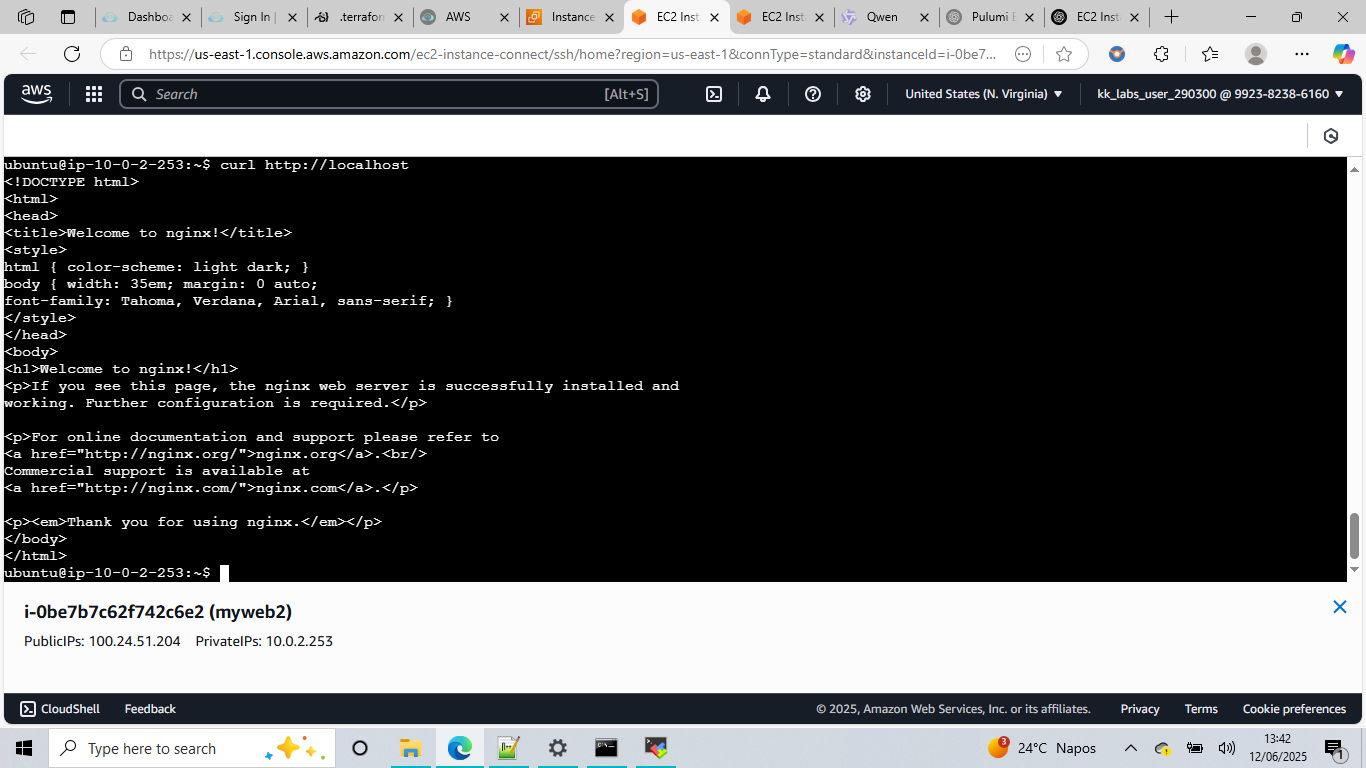 Dashboa
Sign In |
.terraforr
AWS
Instance
EC2 Inst
EC2 Inst
Qwen
Pulumi E
EC2 Inst
https://us-east-1.console.aws.amazon.com/ec2-instance-connect/ssh/home?region=us-east-1&connType=standard&instanceId=i-0be7...
aws
Search
[Alt+S]
United States (N. Virginia)
kk_labs_user_290300 @ 9923-8238-6160
ubuntu@ip-10-0-2-253:~$ curl http://localhost
<!DOCTYPE html>
<html>
<head>
<title>Welcome to nginx!</title>
<style>
html { color-scheme: light dark; }
body { width: 35em; margin: 0 auto;
font-family: Tahoma, Verdana, Arial, sans-serif; }
</style>
</head>
<body>
<h1>Welcome to nginx!</h1>
<p>If you see this page, the nginx web server is successfully installed and
working. Further configuration is required.</p>
<p>For online documentation and support please refer to
<a href="http://nginx.org/">nginx.org</a>.<br/>
Commercial support is available at
<a href="http://nginx.com/">nginx.com</a>.</p>
<p><em>Thank you for using nginx.</em></p>
</body>
</html>
ubuntu@ip-10-0-2-253:~$
i-0be7b7c62f742c6e2 (myweb2)
PublicIPs: 100.24.51.204 PrivateIPs: 10.0.2.253
CloudShell
Feedback
© 2025, Amazon Web Services, Inc. or its affiliates.
Privacy
Terms
Cookie preferences
Type here to search
3
24°C Napos
13:42
12/06/2025
1